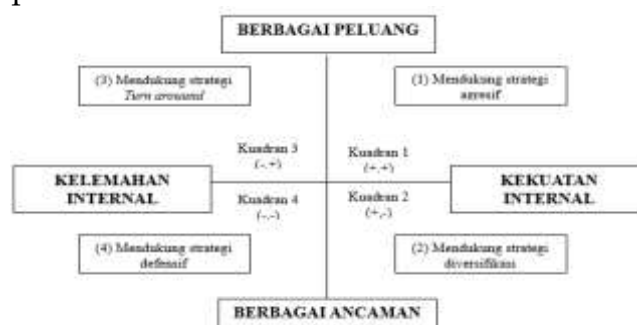 BERBAGAI PELUANG
(3) Mendukung strategi
Turn around
(1) Mendukung strategi
agresif
Kuadran 3
(-,+)
Kuadran 1
(+,+)
KELEMAHAN
INTERNAL
KEKUATAN
INTERNAL
Kuadran 4
(-,-)
Kuadran 2
(+,-)
(4) Mendukung strategi
defensif
(2) Mendukung strategi
diversifikasi
BERBAGAI ANCAMAN